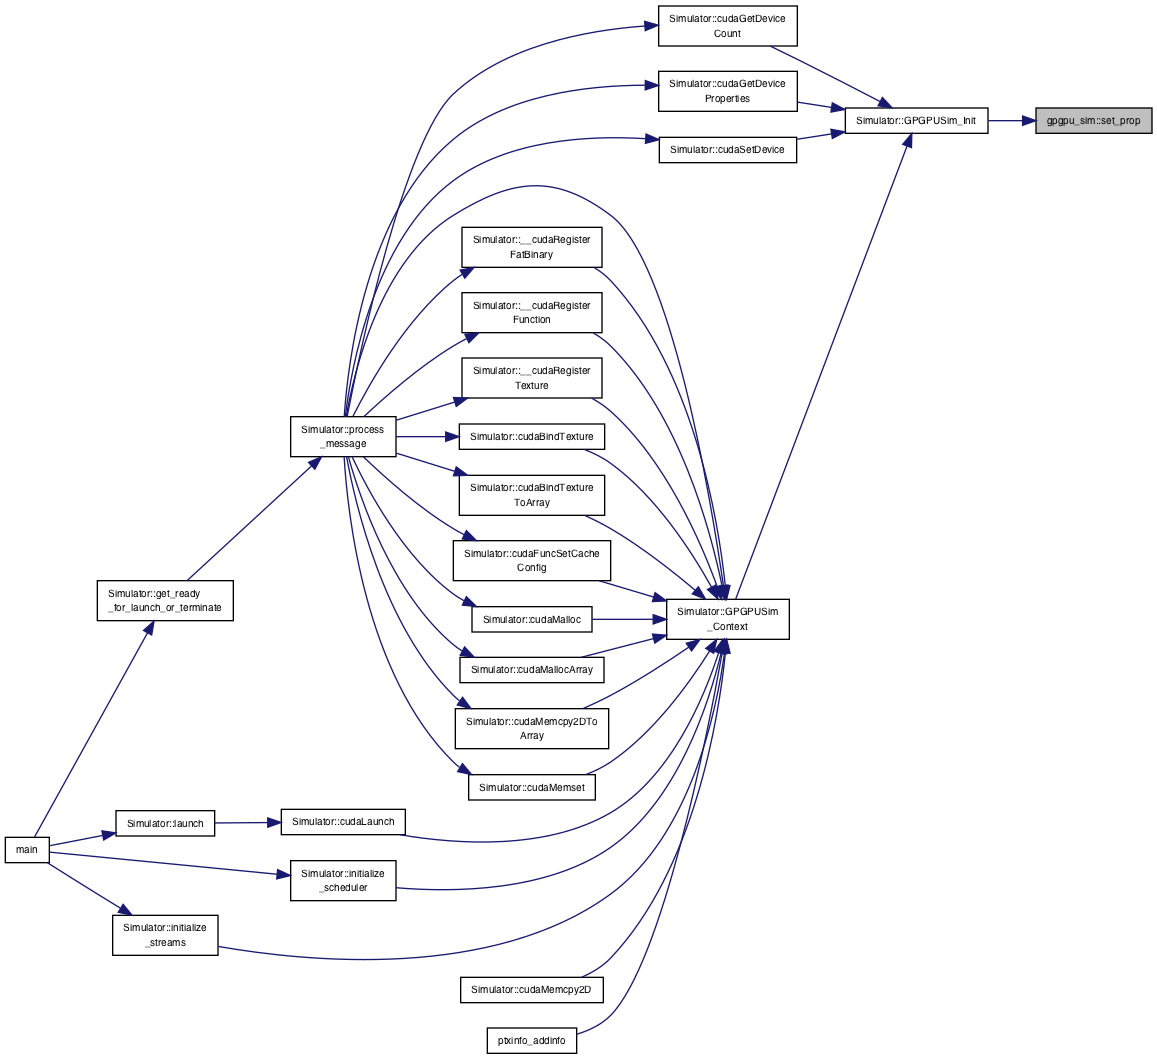 Simulator::cudaGetDevice
Count
Simulator::cudaGetDevice
Properties
Simulator::GPGPUSim_Init
gpgpu_sim::set_prop
Simulator::cudaSetDevice
Simulator::__cudaRegister
FatBinary
Simulator::__cudaRegister
Function
Simulator::__cudaRegister
Texture
Simulator::process
_message
Simulator::cudaBindTexture
Simulator::cudaBindTexture
ToArray
Simulator::cudaFuncSetCache
Config
Simulator::get_ready
_for_launch_or_terminate
Simulator::cudaMalloc
Simulator::GPGPUSim
_Context
Simulator::cudaMallocArray
Simulator::cudaMemcpy2DTo
Array
Simulator::cudaMemset
Simulator::launch
Simulator::cudaLaunch
main
Simulator::initialize
_scheduler
Simulator::initialize
_streams
Simulator::cudaMemcpy2D
ptxinfo_addinfo